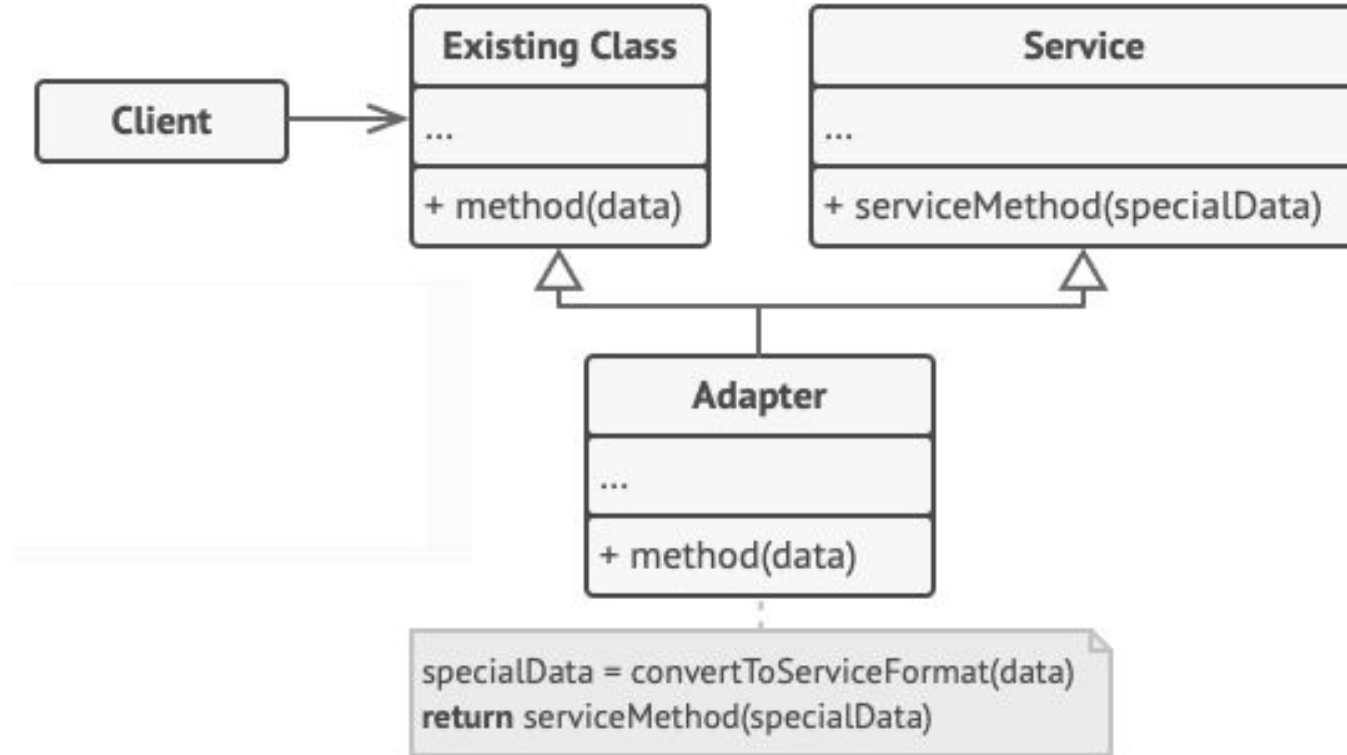 Existing Class
...
+ method(data)
Service
...
+ serviceMethod(specialData)
Client
Adapter
...
+ method(data)
specialData = convertToServiceFormat(data)
return serviceMethod(specialData)